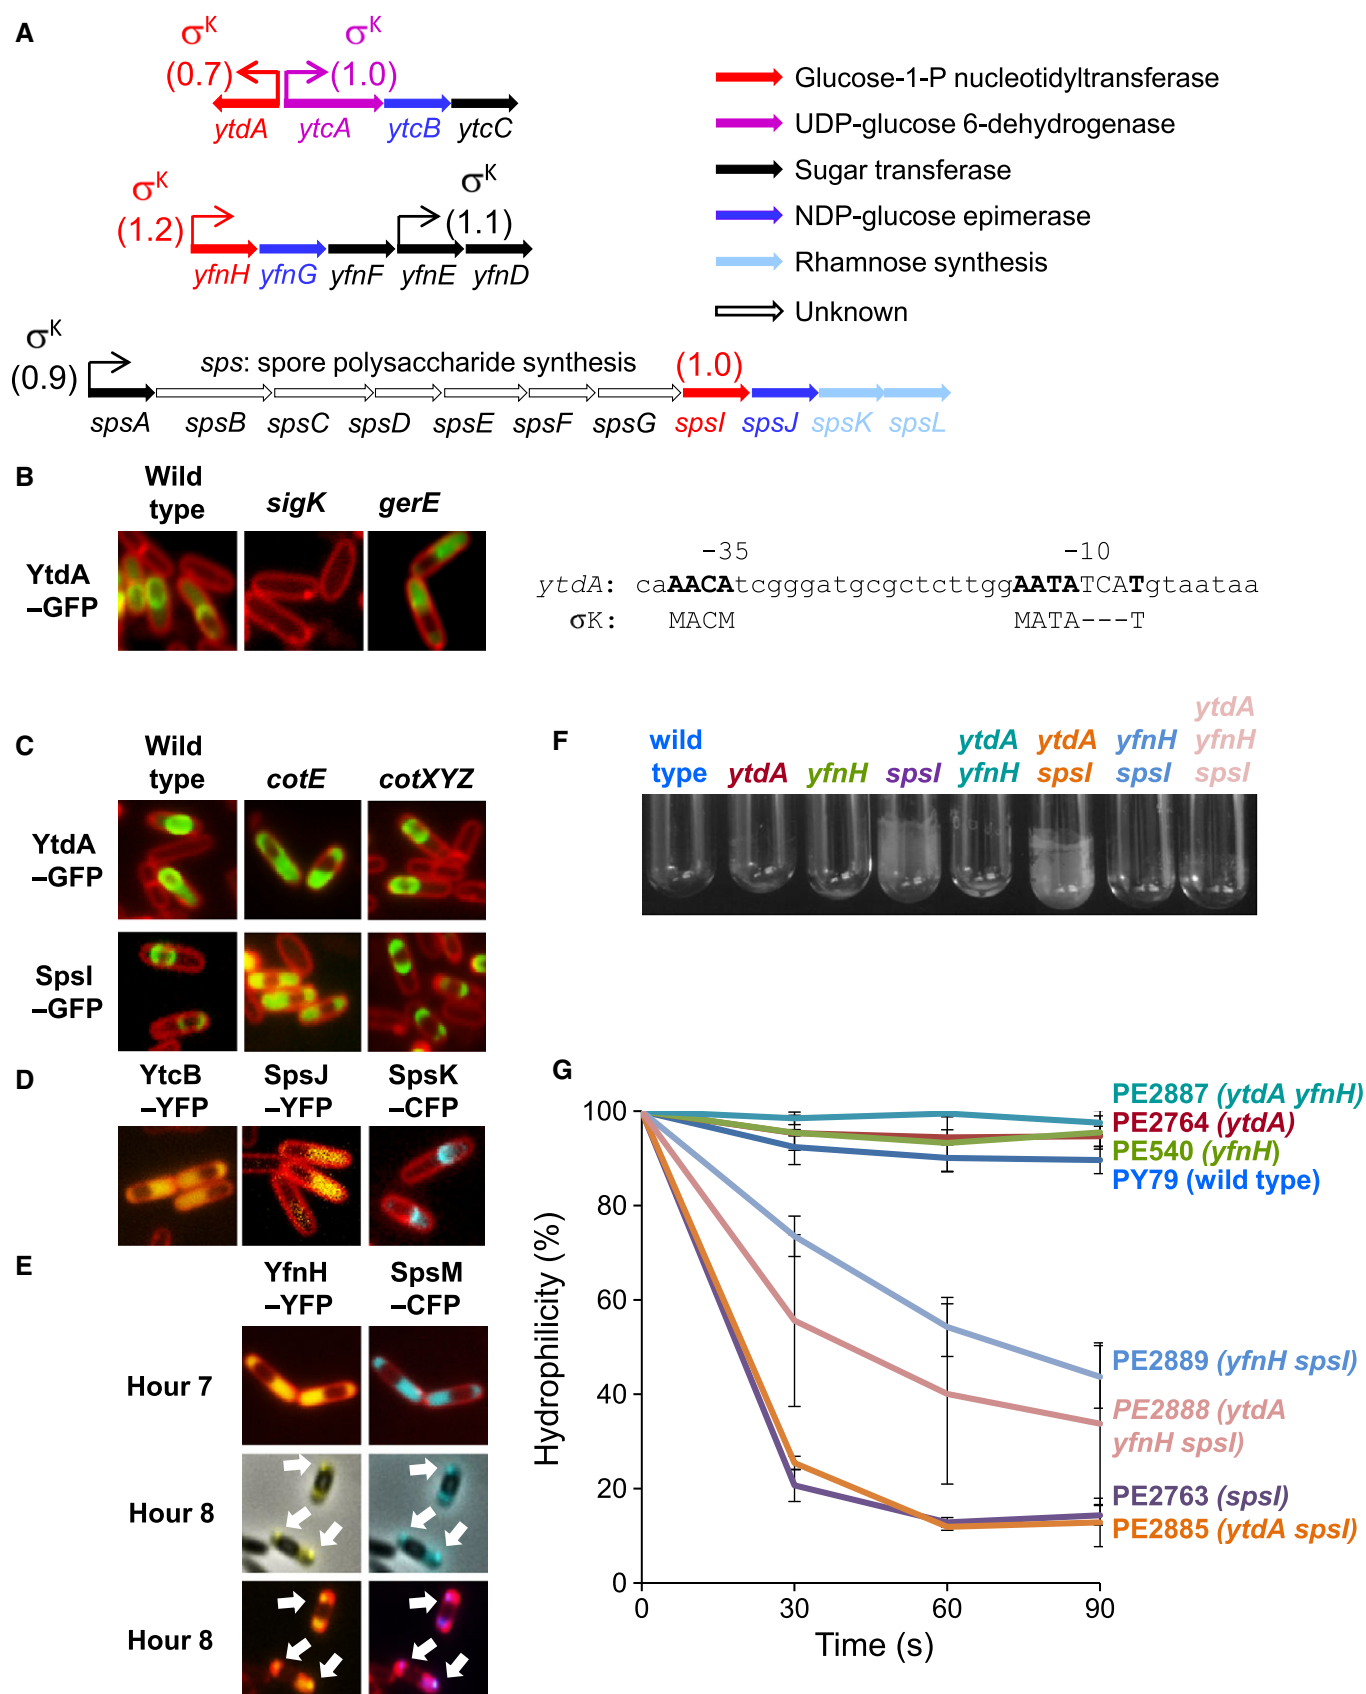 A
σK σK
(0.7) (1.0)
ytdA ytcA ytcB ytcC
σK σK
(1.2) (1.1)
yfnH yfnG yfnF yfnE yfnD
σK
(0.9) sps: spore polysaccharide synthesis (1.0)
spsA spsB spsC spsD spsE spsF spsG spsI spsJ spsK spsL
Glucose-1-P nucleotidyltransferase
UDP-glucose 6-dehydrogenase
Sugar transferase
NDP-glucose epimerase
Rhamnose synthesis
Unknown
B
Wild
type sigK gerE
YtdA
–GFP
-35 -10
ytdA: caAACAtcgggatgcgctcttggAATATCATgtaataa
σK: MACM MATA---T
C
Wild
type cotE cotXYZ
YtdA
–GFP
SpsI
–GFP
D
YtcB SpsJ SpsK
–YFP –YFP –CFP
E
YfnH SpsM
–YFP –CFP
Hour 7
Hour 8
Hour 8
F
ytdA
wild ytdA ytdA yfnH yfnH
type ytdA yfnH spsI yfnH spsI spsI spsI
G
Hydrophilicity (%)
100
80
60
40
20
0
0 30 60 90
Time (s)
PE2887 (ytdA yfnH)
PE2764 (ytdA)
PE540 (yfnH)
PY79 (wild type)
PE2889 (yfnH spsI)
PE2888 (ytdA
yfnH spsI)
PE2763 (spsI)
PE2885 (ytdA spsI)